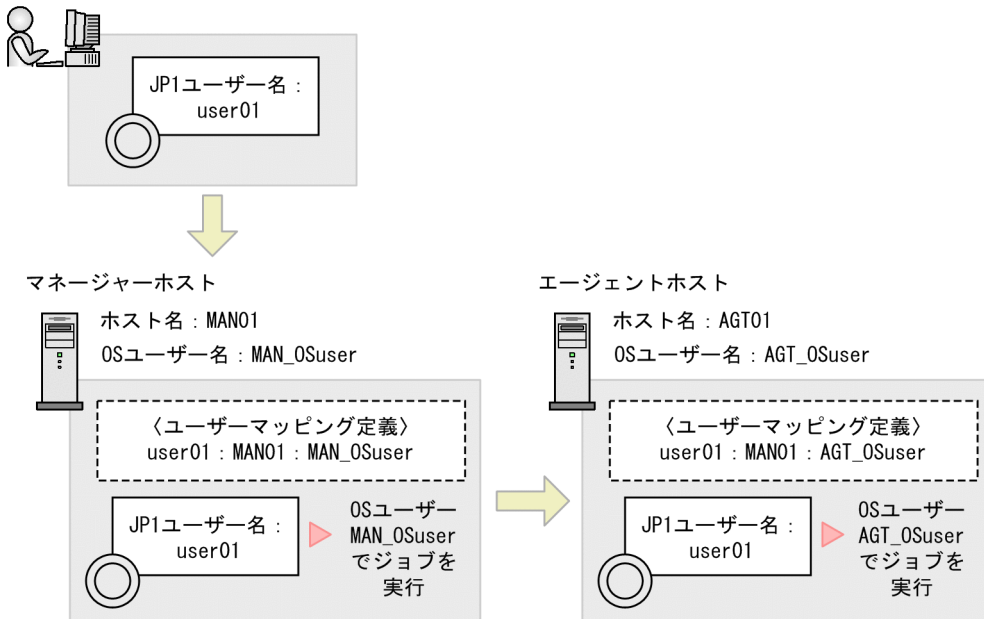 JP1ユーザー名：
user01
マネージャーホスト
ホスト名：MAN01
OSユーザー名：MAN_OSuser
〈ユーザーマッピング定義〉
user01：MAN01：MAN_OSuser
JP1ユーザー名：
user01
OSユーザー
MAN_OSuser
でジョブを
実行
エージェントホスト
ホスト名：AGT01
OSユーザー名：AGT_OSuser
〈ユーザーマッピング定義〉
user01：MAN01：AGT_OSuser
JP1ユーザー名：
user01
OSユーザー
AGT_OSuser
でジョブを
実行